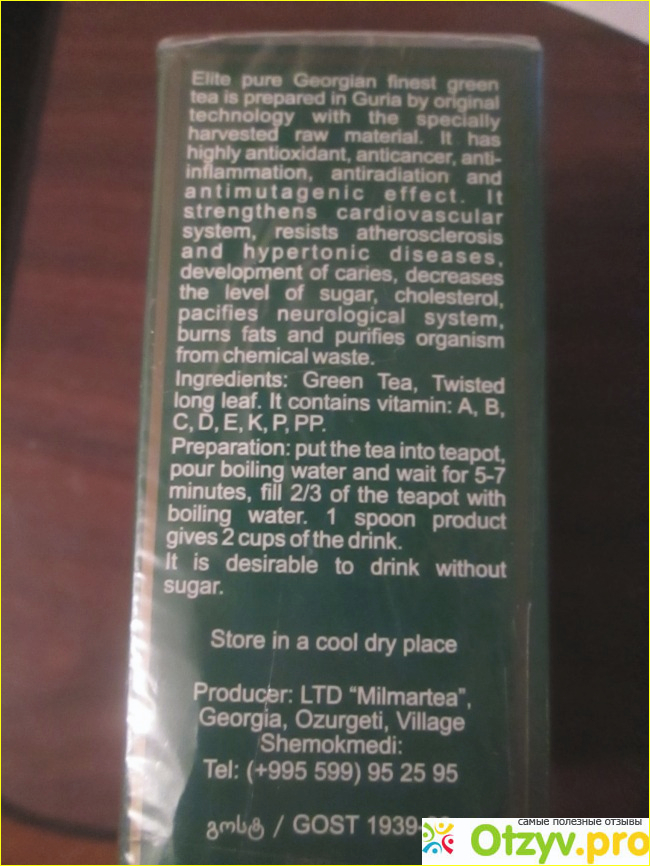 Elite pure Georgian finest green
tea is prepared in Guria by original
technology with the specially
harvested raw material. It has
highly antioxidant, anticancer, anti-
inflammation, antiradiation and
antimutagenic effect. It
strengthens cardiovascular
system, resists atherosclerosis
and hypertonic diseases,
development of caries, decreases
the level of sugar, cholesterol,
pacifies neurological system,
burns fats and purifies organism
from chemical waste.
Ingredients: Green Tea, Twisted
long leaf. It contains vitamin: A, B,
C, D, E, K, P, PP.
Preparation: put the tea into teapot,
pour boiling water and wait for 5-7
minutes, fill 2/3 of the teapot with
boiling water. 1 spoon product
gives 2 cups of the drink.
It is desirable to drink without
sugar.
Store in a cool dry place
Producer: LTD “Milmartea”,
Georgia, Ozurgeti, Village
Shemokmedi:
Tel: (+995 599) 95 25 95
გოსტ / GOST 1939-
самые полезные отзывы
Otzyv.pro